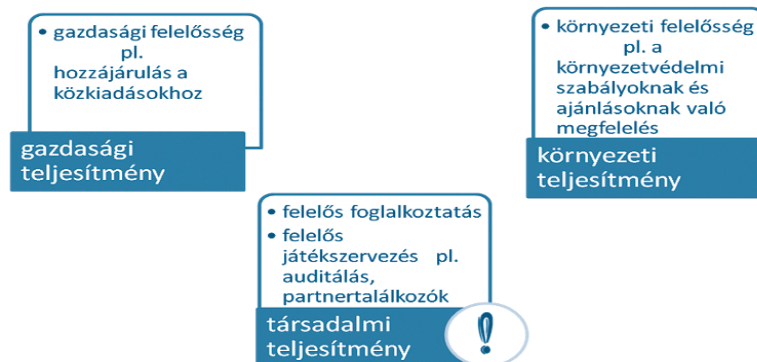 • gazdasági felelősség
pl.
hozzájárulás a
közkiadásokhoz
gazdasági
teljesítmény
• környezeti felelősség
pl. a
környezetvédelmi
szabályoknak és
ajánlásoknak való
megfelelés
környezeti
teljesítmény
• felelős foglalkoztatás
• felelős
játékszervezés pl.
auditálás,
partnertalálkozók
társadalmi
teljesítmény
!